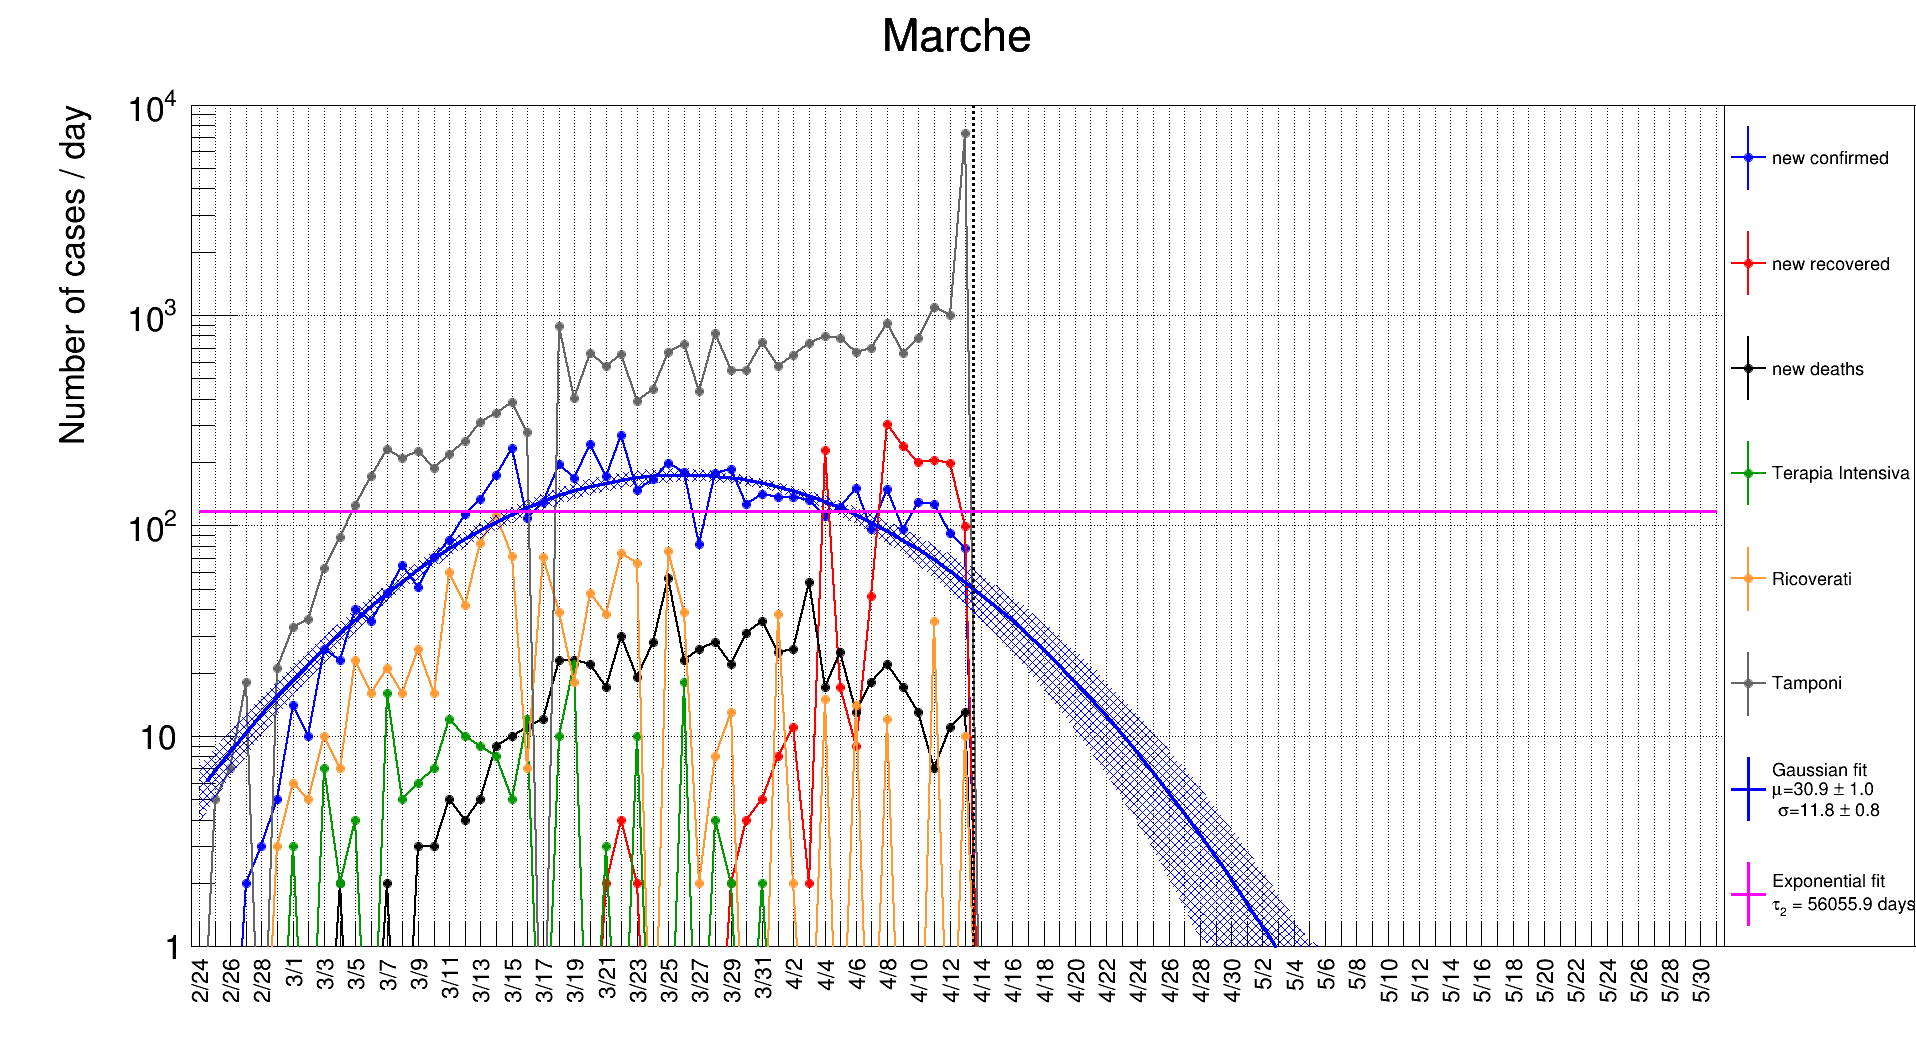 Marche
Number of cases / day
10^4
10^3
10^2
10
1
2/24 2/26 2/28 3/1 3/3 3/5 3/7 3/9 3/11 3/13 3/15 3/17 3/19 3/21 3/23 3/25 3/27 3/29 3/31 4/2 4/4 4/6 4/8 4/10 4/12 4/14 4/16 4/18 4/20 4/22 4/24 4/26 4/28 4/30 5/2 5/4 5/6 5/8 5/10 5/12 5/14 5/16 5/18 5/20 5/22 5/24 5/26 5/28 5/30
new confirmed
new recovered
new deaths
Terapia Intensiva
Ricoverati
Tamponi
Gaussian fit
μ=30.9 ± 1.0
σ=11.8 ± 0.8
Exponential fit
τ₂ = 56055.9 days